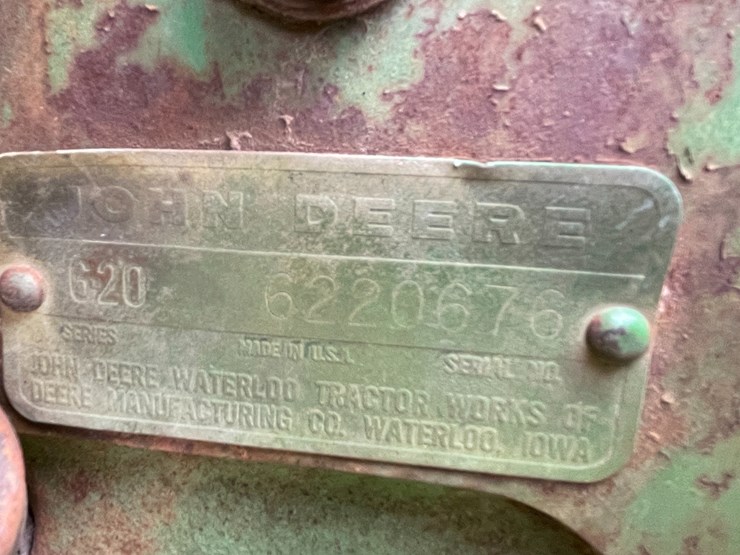 JOHN DEERE
620 6220676
SERIES MADE IN U.S.A. SERIAL NO.
JOHN DEERE WATERLOO TRACTOR WORKS OF
DEERE MANUFACTURING CO. WATERLOO, IOWA